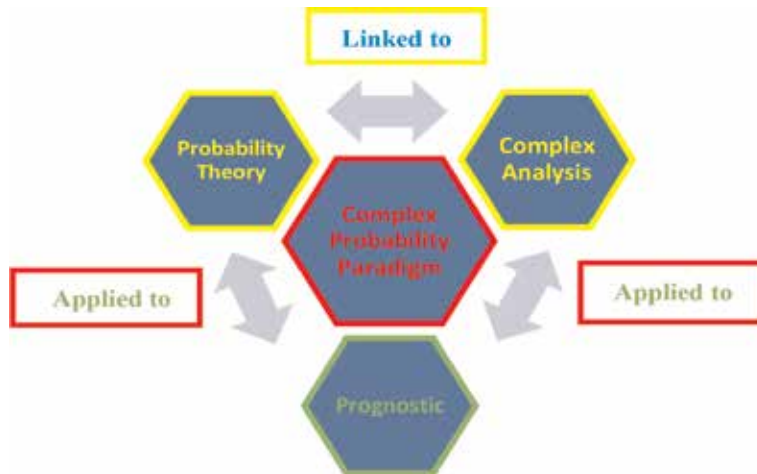 Linked to
Probability
Theory
Complex
Analysis
Complex
Probability
Paradigm
Applied to
Applied to
Prognostic